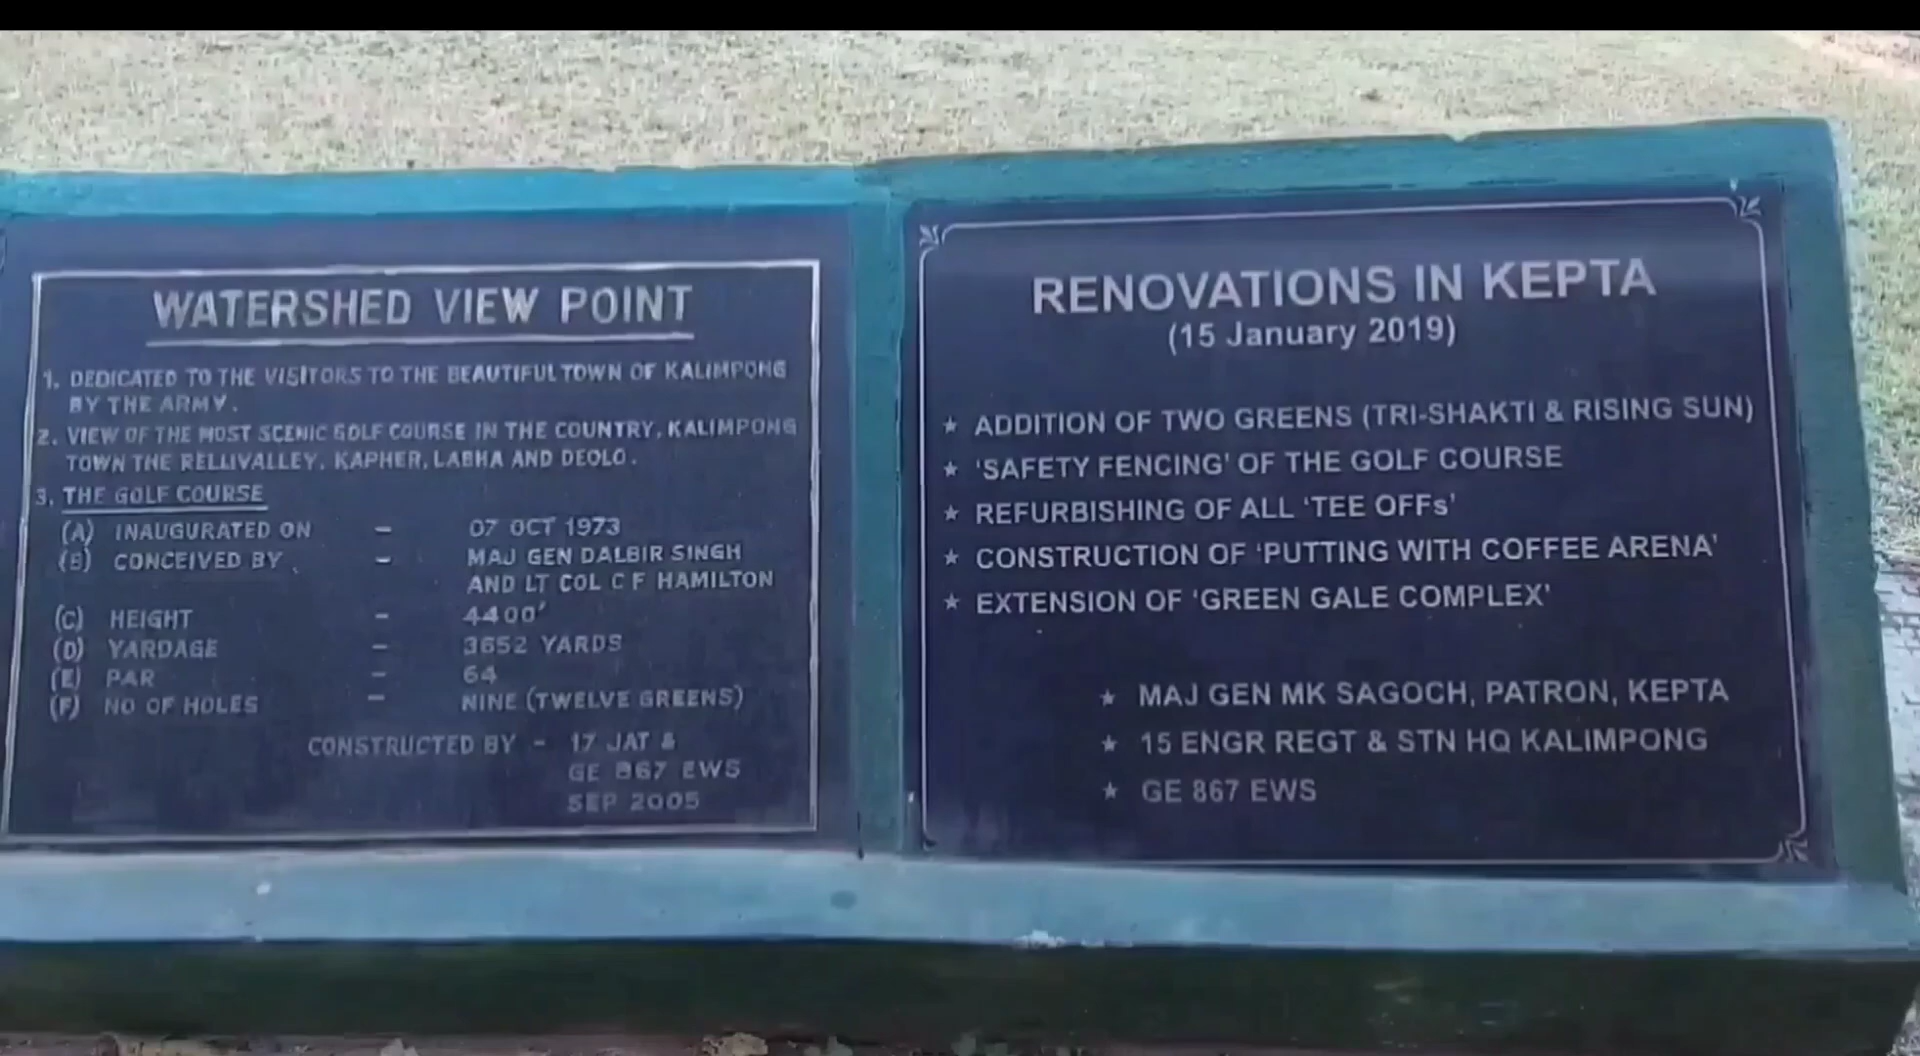 WATERSHED VIEW POINT
1. DEDICATED TO THE VISITORS TO THE BEAUTIFUL TOWN OF KALIMPONG
BY THE ARMY.
2. VIEW OF THE MOST SCENIC GOLF COURSE IN THE COUNTRY, KALIMPONG
TOWN THE RELLIVALLEY, KAPHER, LABHA AND DEOLO.
3. THE GOLF COURSE
(A) INAUGURATED ON - 07 OCT 1973
(B) CONCEIVED BY - MAJ GEN DALBIR SINGH
AND LT COL C F HAMILTON
(C) HEIGHT - 4400'
(D) YARDAGE - 3652 YARDS
(E) PAR - 64
(F) NO OF HOLES - NINE (TWELVE GREENS)
CONSTRUCTED BY - 17 JAT &
GE 867 EWS
SEP 2005
RENOVATIONS IN KEPTA
(15 January 2019)
★ ADDITION OF TWO GREENS (TRI-SHAKTI & RISING SUN)
★ 'SAFETY FENCING' OF THE GOLF COURSE
★ REFURBISHING OF ALL 'TEE OFFs'
★ CONSTRUCTION OF 'PUTTING WITH COFFEE ARENA'
★ EXTENSION OF 'GREEN GALE COMPLEX'
★ MAJ GEN MK SAGOCH, PATRON, KEPTA
★ 15 ENGR REGT & STN HQ KALIMPONG
★ GE 867 EWS